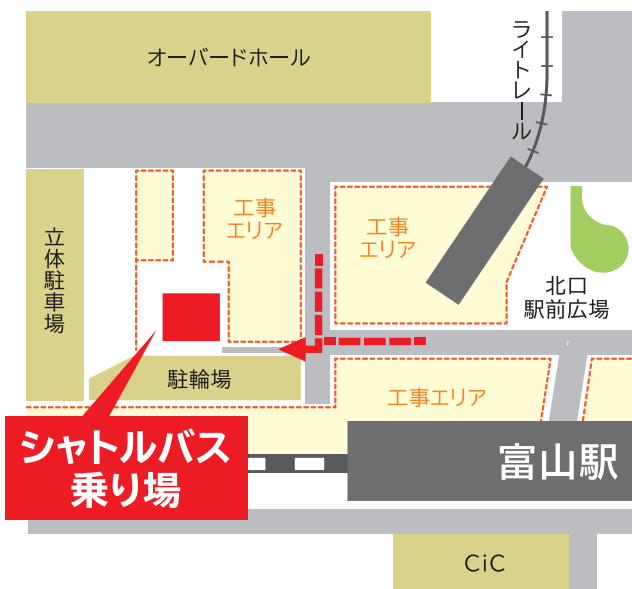 オーバードホール
ライトレール
立体駐車場
工事
エリア
工事
エリア
北口
駅前広場
駐輪場
工事エリア
シャトルバス
乗り場
富山駅
CiC